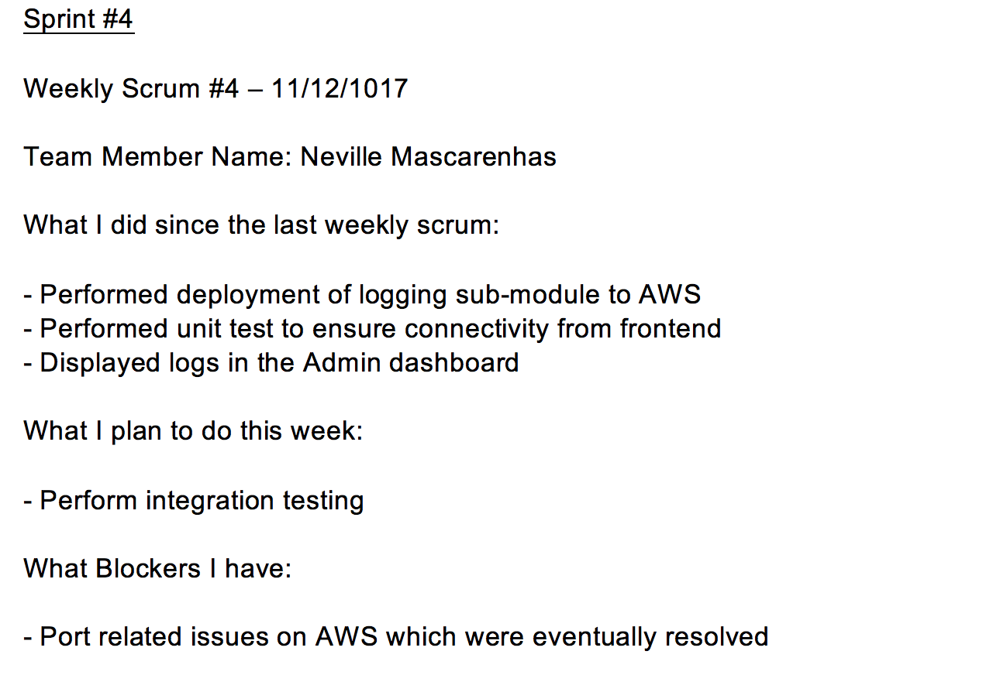 Sprint #4
Weekly Scrum #4 – 11/12/1017
Team Member Name: Neville Mascarenhas
What I did since the last weekly scrum:
- Performed deployment of logging sub-module to AWS
- Performed unit test to ensure connectivity from frontend
- Displayed logs in the Admin dashboard
What I plan to do this week:
- Perform integration testing
What Blockers I have:
- Port related issues on AWS which were eventually resolved